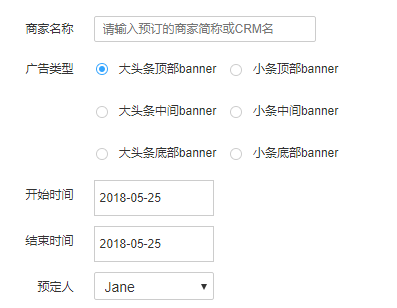 商家名称 请输入预订的商家简称或CRM名
广告类型 大头条顶部banner 小条顶部banner
大头条中间banner 小条中间banner
大头条底部banner 小条底部banner
开始时间 2018-05-25
结束时间 2018-05-25
预定人 Jane